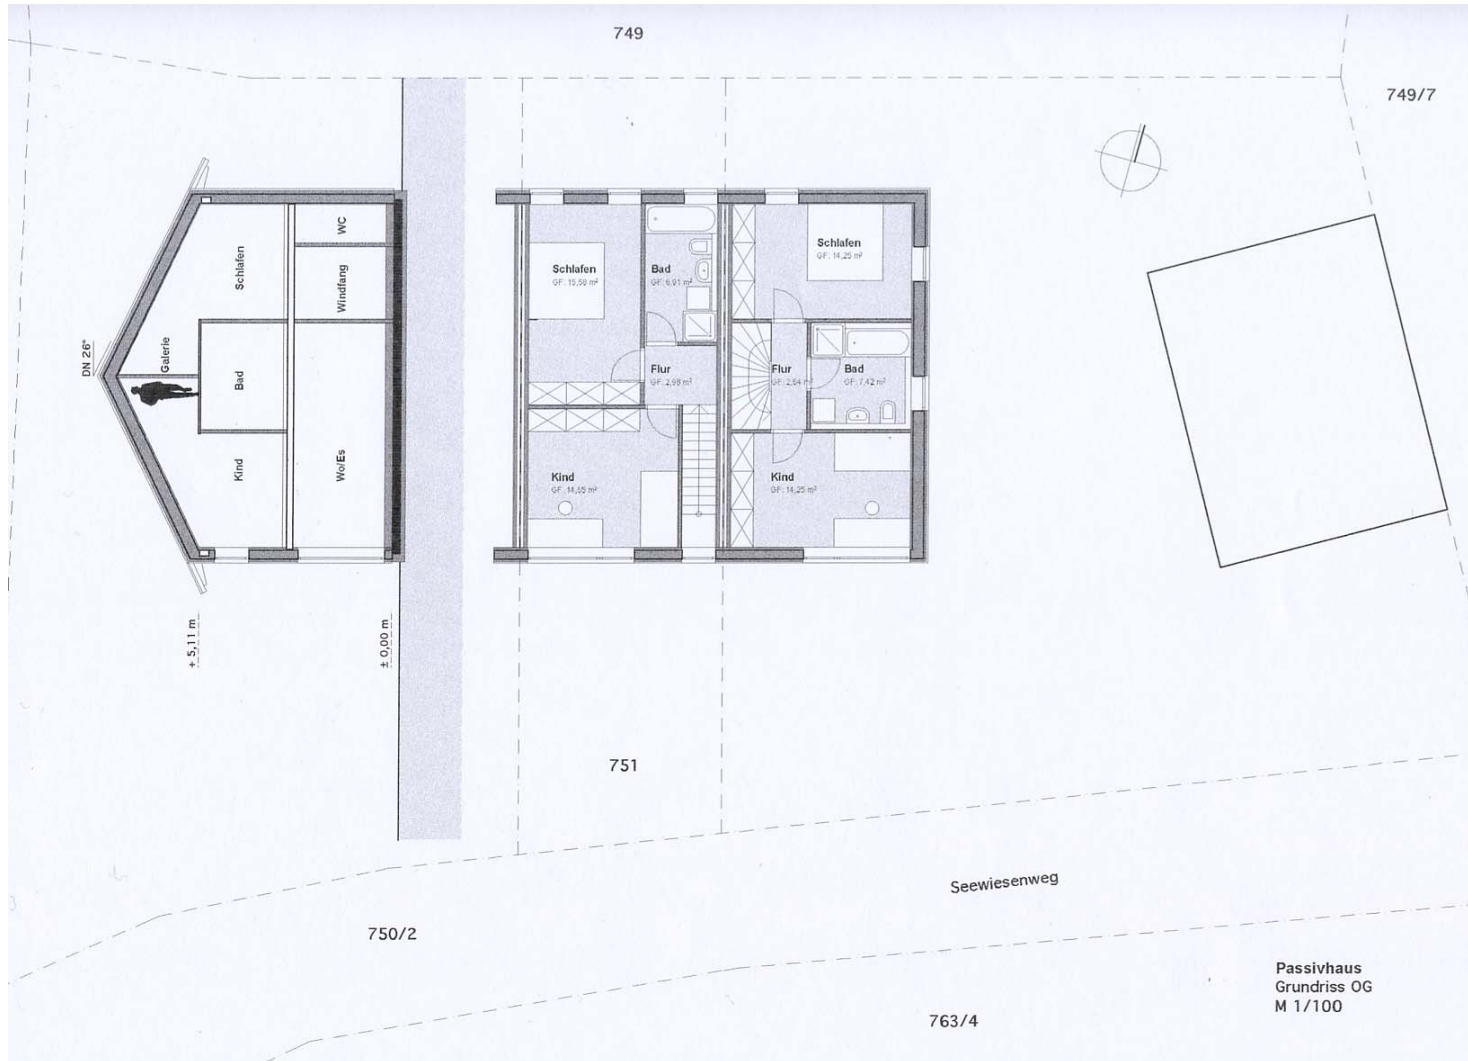 749
749/7
DN 26°
Schlafen
WC
Windfang
Galerie
Bad
Kind
Wo/Es
+ 5,11 m
± 0,00 m
Schlafen
GF: 15,58 m²
Bad
GF: 6,91 m²
Flur
GF: 2,98 m²
Kind
GF: 14,55 m²
Schlafen
GF: 14,25 m²
Flur
GF: 2,64 m²
Bad
GF: 7,42 m²
Kind
GF: 14,25 m²
751
Seewiesenweg
750/2
763/4
Passivhaus
Grundriss OG
M 1/100